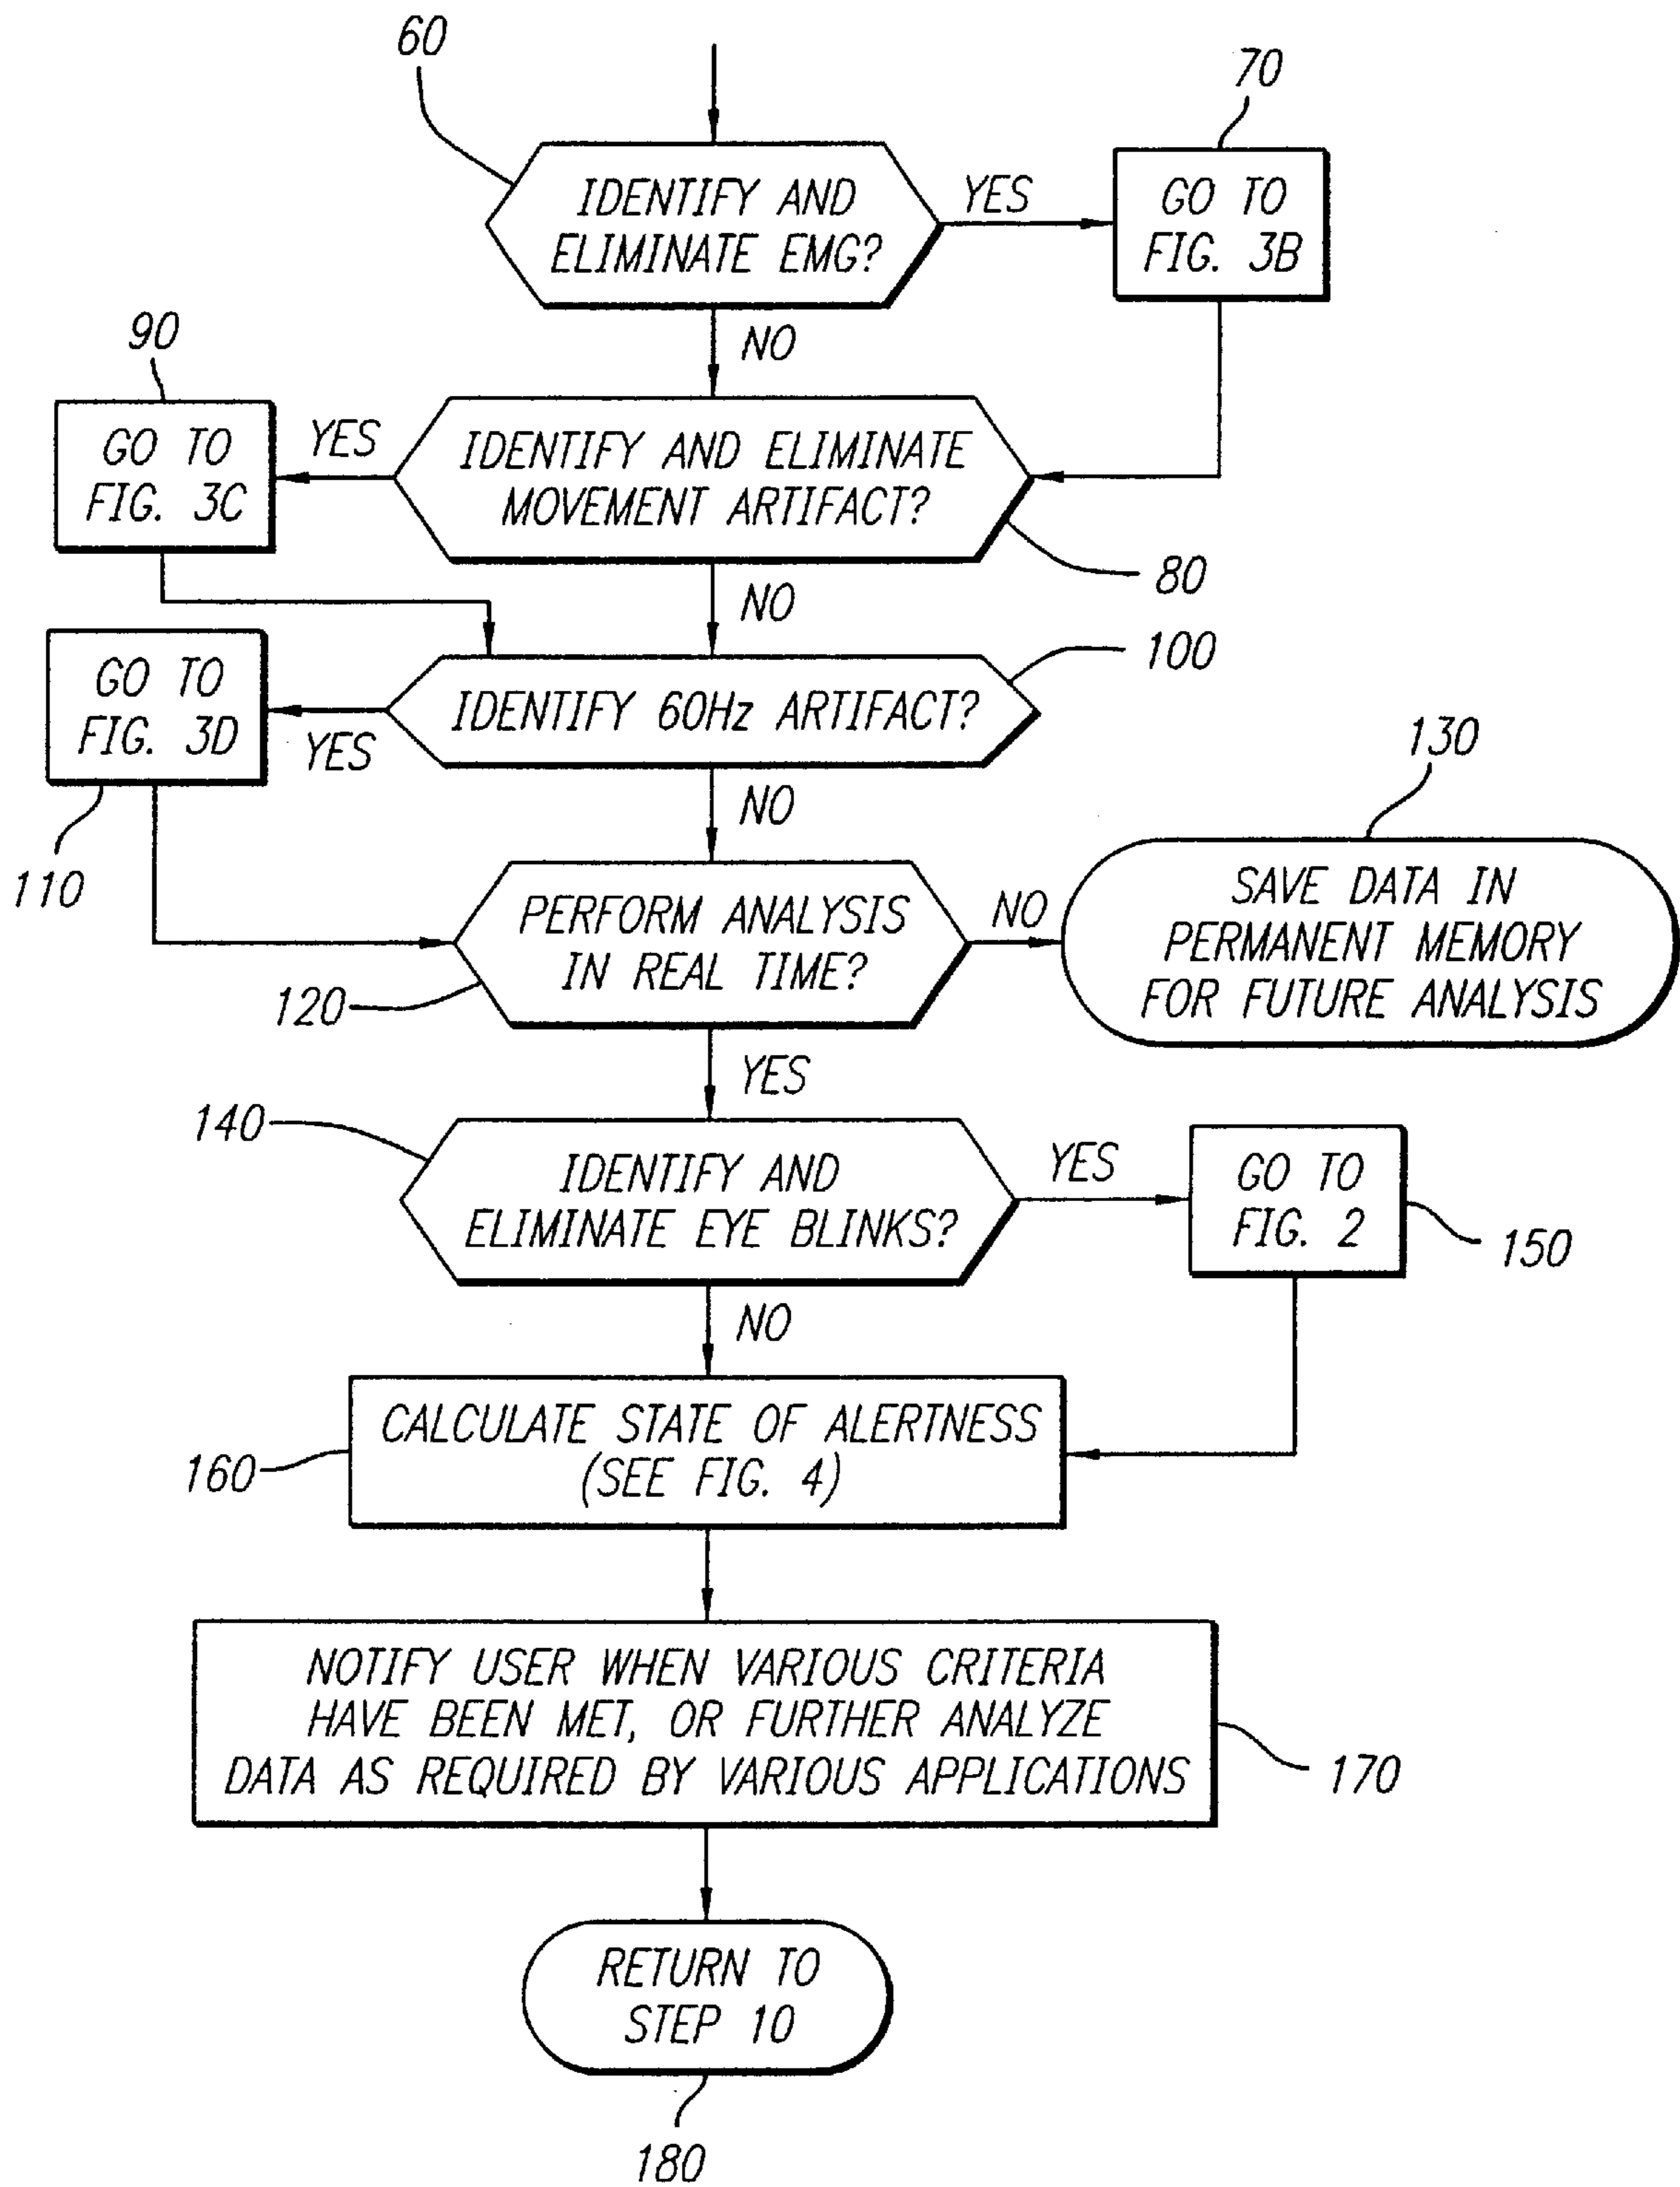 60
70
IDENTIFY AND
ELIMINATE EMG?
YES
GO TO
FIG. 3B
NO
90
GO TO
FIG. 3C
YES
IDENTIFY AND ELIMINATE
MOVEMENT ARTIFACT?
80
NO
100
GO TO
FIG. 3D
YES
IDENTIFY 60Hz ARTIFACT?
110
NO
130
PERFORM ANALYSIS
IN REAL TIME?
NO
SAVE DATA IN
PERMANENT MEMORY
FOR FUTURE ANALYSIS
120
YES
140
IDENTIFY AND
ELIMINATE EYE BLINKS?
YES
GO TO
FIG. 2
150
NO
CALCULATE STATE OF ALERTNESS
(SEE FIG. 4)
160
NOTIFY USER WHEN VARIOUS CRITERIA
HAVE BEEN MET, OR FURTHER ANALYZE
DATA AS REQUIRED BY VARIOUS APPLICATIONS
170
RETURN TO
STEP 10
180